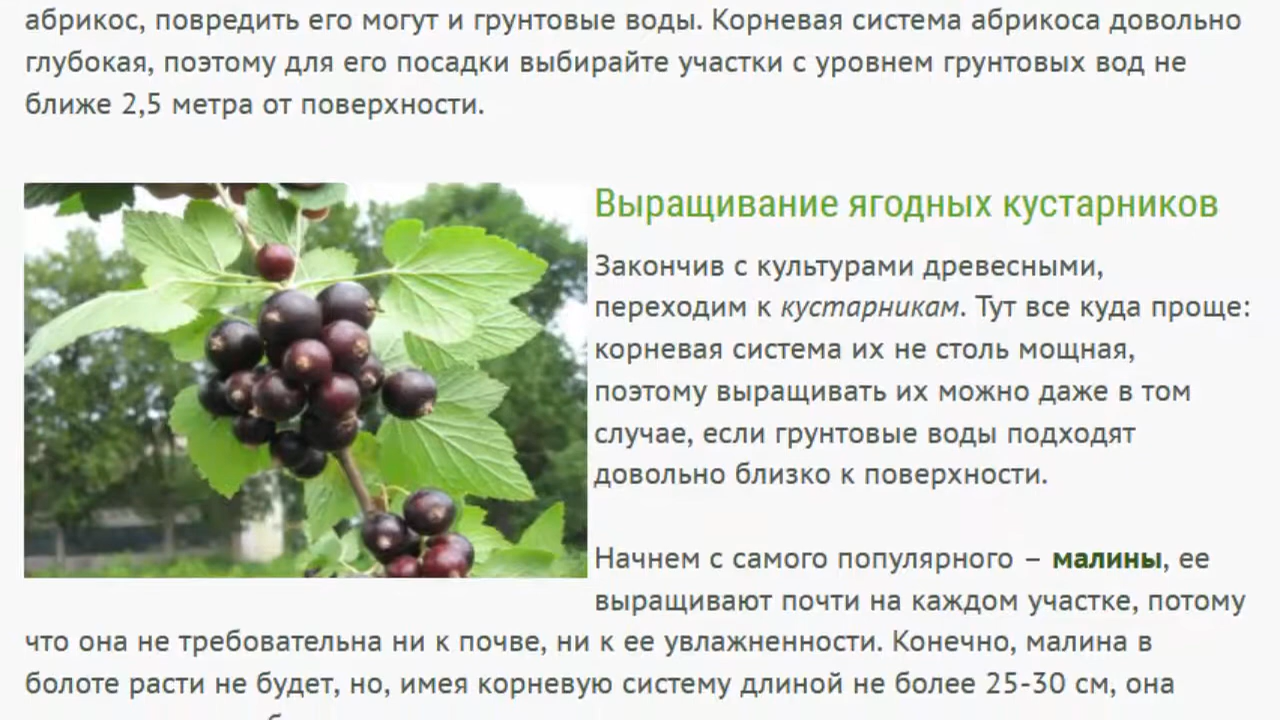 абрикос, повредить его могут и грунтовые воды. Корневая система абрикоса довольно
глубокая, поэтому для его посадки выбирайте участки с уровнем грунтовых вод не
ближе 2,5 метра от поверхности.
Выращивание ягодных кустарников
Закончив с культурами древесными,
переходим к кустарникам. Тут все куда проще:
корневая система их не столь мощная,
поэтому выращивать их можно даже в том
случае, если грунтовые воды подходят
довольно близко к поверхности.
Начнем с самого популярного – малины, ее
выращивают почти на каждом участке, потому
что она не требовательна ни к почве, ни к ее увлажненности. Конечно, малина в
болоте расти не будет, но, имея корневую систему длиной не более 25-30 см, она